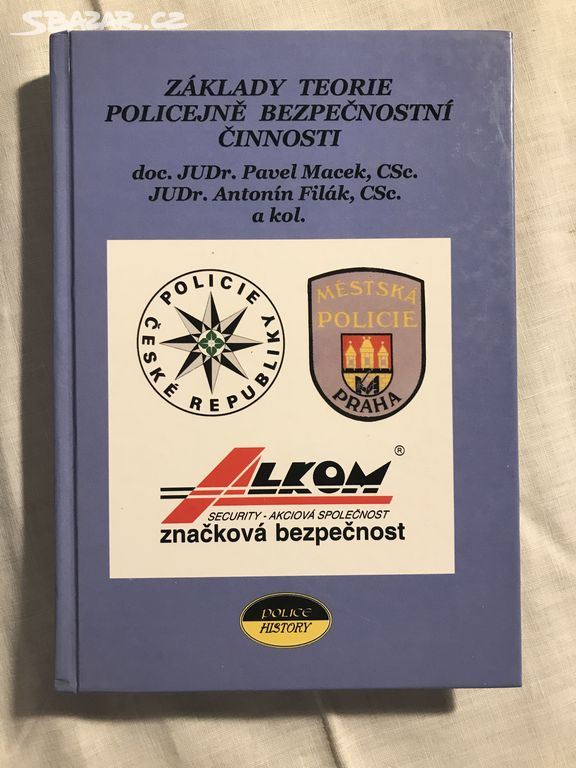 SBAZAR.CZ
ZÁKLADY TEORIE
POLICEJNĚ BEZPEČNOSTNÍ
ČINNOSTI
doc. JUDr. Pavel Macek, CSc.
JUDr. Antonín Filák, CSc.
a kol.
POLICIE
ČESKÉ REPUBLIKY
MĚSTSKÁ
POLICIE
PRAHA
ALKOM ®
SECURITY - AKCIOVÁ SPOLEČNOST
značková bezpečnost
POLICE
HISTORY